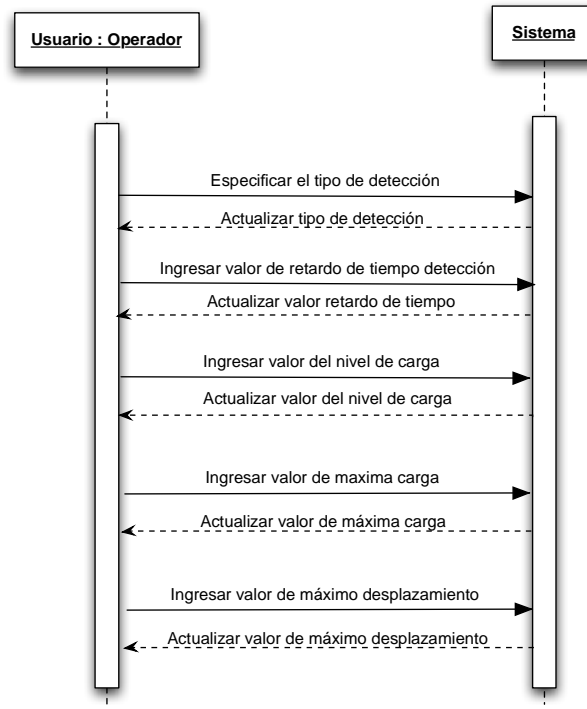 Usuario : Operador
Sistema
Especificar el tipo de detección
Actualizar tipo de detección
Ingresar valor de retardo de tiempo detección
Actualizar valor retardo de tiempo
Ingresar valor del nivel de carga
Actualizar valor del nivel de carga
Ingresar valor de maxima carga
Actualizar valor de máxima carga
Ingresar valor de máximo desplazamiento
Actualizar valor de máximo desplazamiento